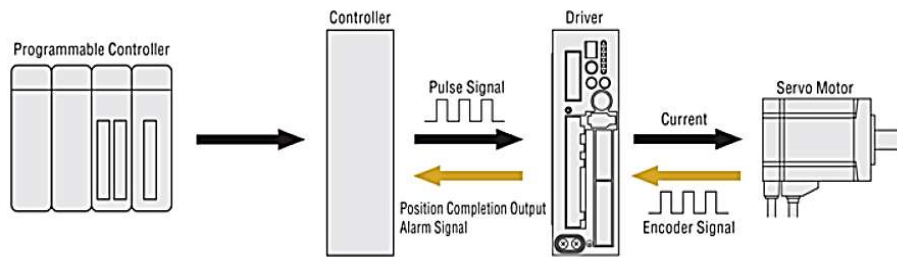 Programmable Controller
Controller
Driver
Pulse Signal
Position Completion Output
Alarm Signal
Current
Encoder Signal
Servo Motor